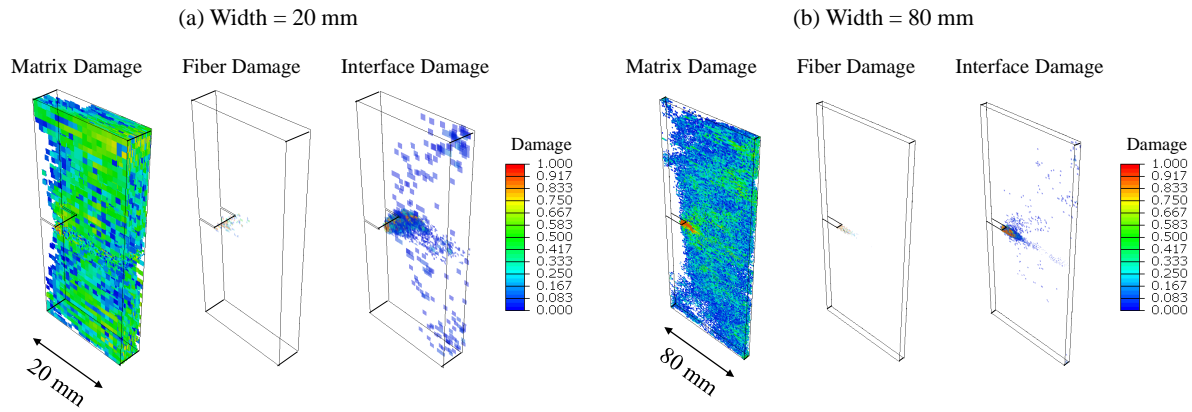 (a) Width = 20 mm
Matrix Damage
Fiber Damage
Interface Damage
Damage
1.000
0.917
0.833
0.750
0.667
0.583
0.500
0.417
0.333
0.250
0.167
0.083
0.000
20 mm
(b) Width = 80 mm
Matrix Damage
Fiber Damage
Interface Damage
Damage
1.000
0.917
0.833
0.750
0.667
0.583
0.500
0.417
0.333
0.250
0.167
0.083
0.000
80 mm